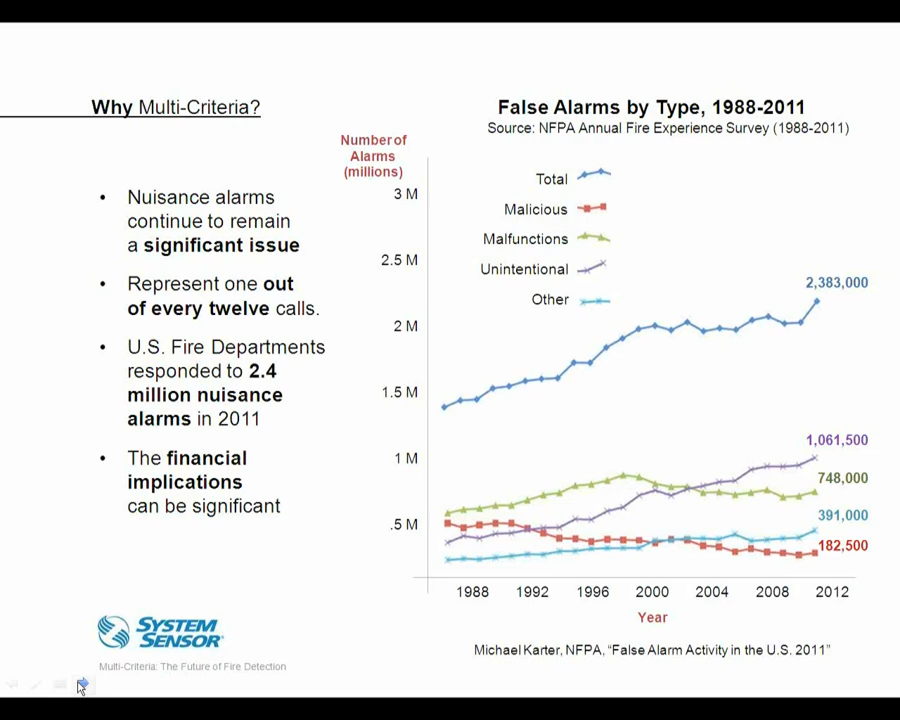 Why Multi-Criteria?
• Nuisance alarms
continue to remain
a significant issue
• Represent one out
of every twelve calls.
• U.S. Fire Departments
responded to 2.4
million nuisance
alarms in 2011
• The financial
implications
can be significant
False Alarms by Type, 1988-2011
Source: NFPA Annual Fire Experience Survey (1988-2011)
Number of
Alarms
(millions)
3 M
2.5 M
2 M
1.5 M
1 M
.5 M
Total
Malicious
Malfunctions
Unintentional
Other
2,383,000
1,061,500
748,000
391,000
182,500
1988 1992 1996 2000 2004 2008 2012
Year
Michael Karter, NFPA, “False Alarm Activity in the U.S. 2011”
SYSTEM
SENSOR
Multi-Criteria: The Future of Fire Detection